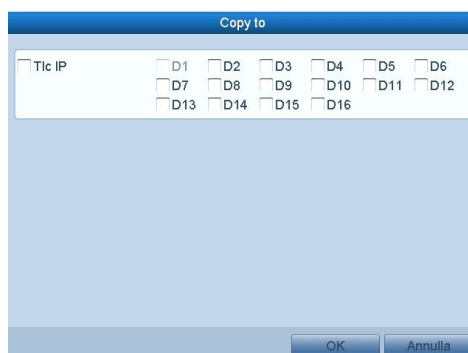 Copy to
Tlc IP D1 D2 D3 D4 D5 D6
D7 D8 D9 D10 D11 D12
D13 D14 D15 D16
OK Annulla